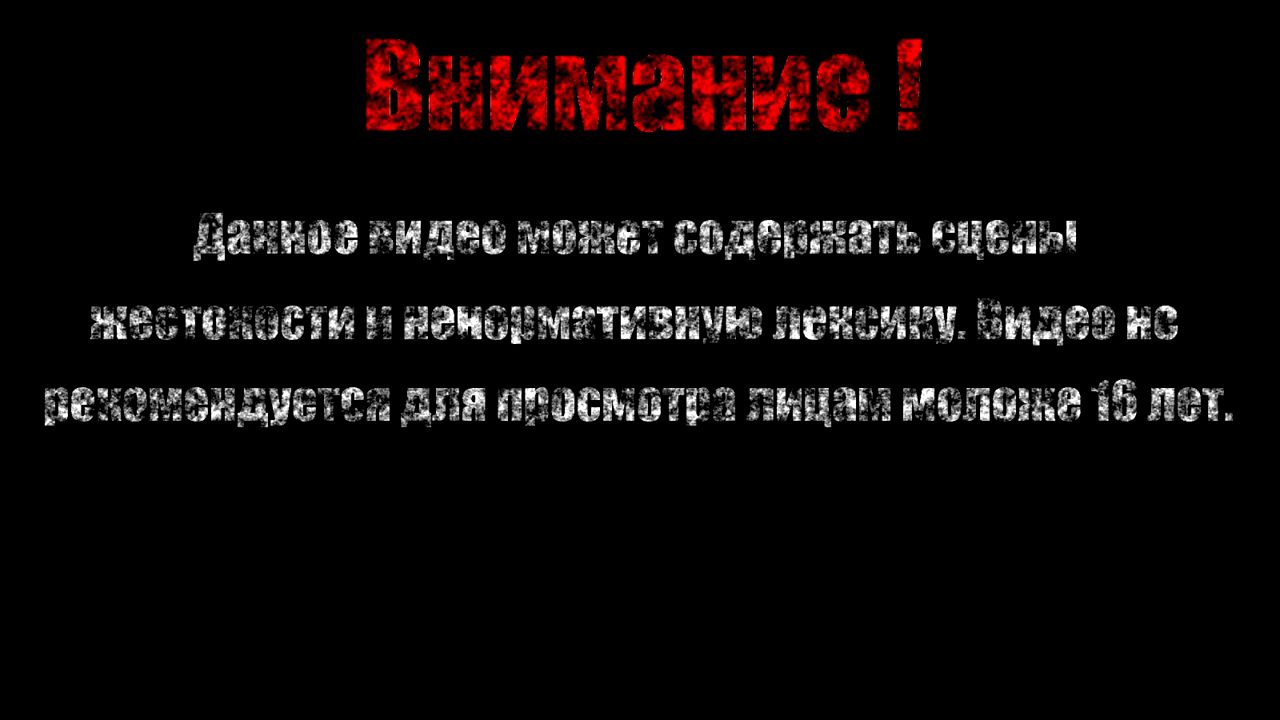 Внимание !
Данное видео может содержать сцены
жестокости и ненормативную лексику. Видео не
рекомендуется для просмотра лицам моложе 16 лет.